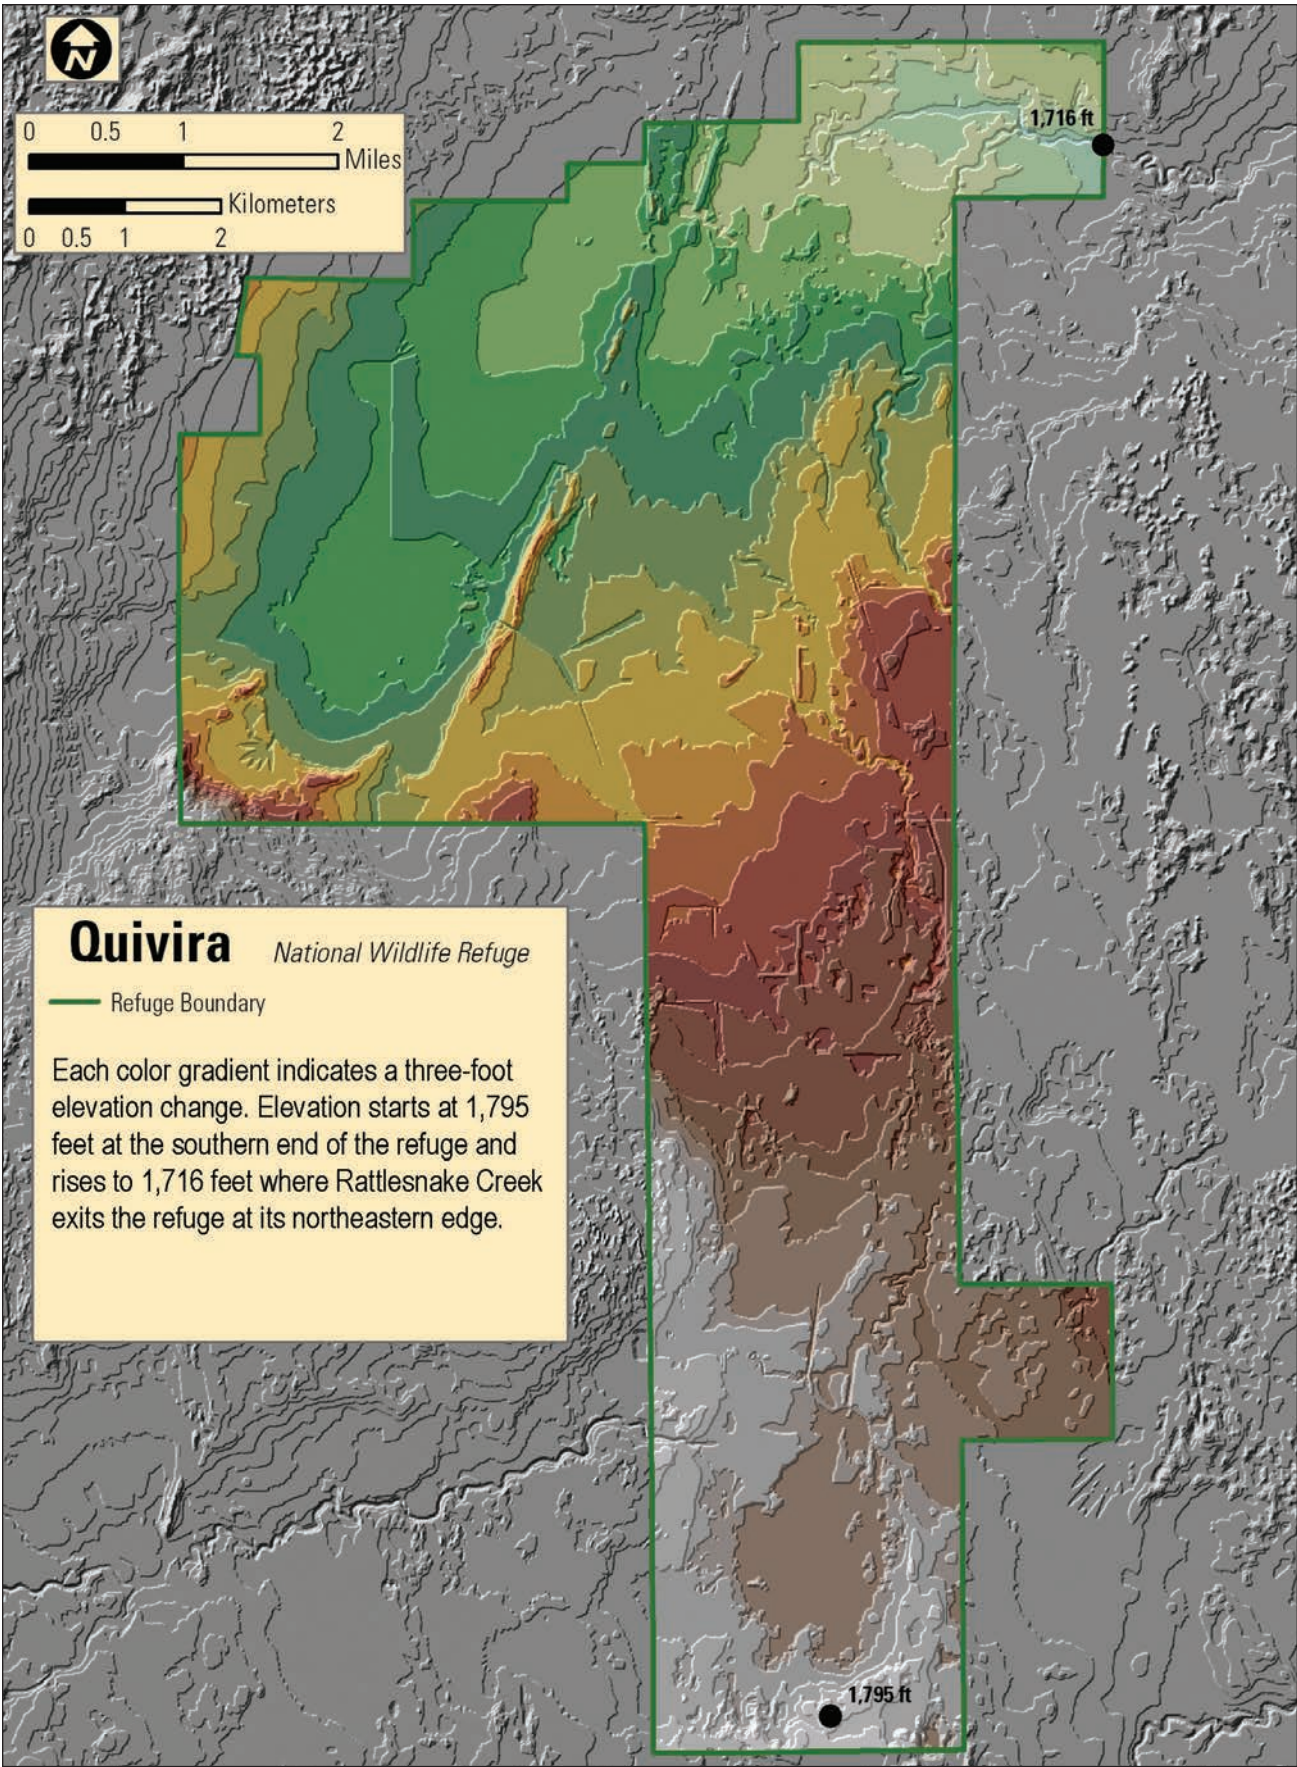 N
0 0.5 1 2
Miles
Kilometers
0 0.5 1 2
1,716 ft
Quivira National Wildlife Refuge
Refuge Boundary
Each color gradient indicates a three-foot
elevation change. Elevation starts at 1,795
feet at the southern end of the refuge and
rises to 1,716 feet where Rattlesnake Creek
exits the refuge at its northeastern edge.
1,795 ft